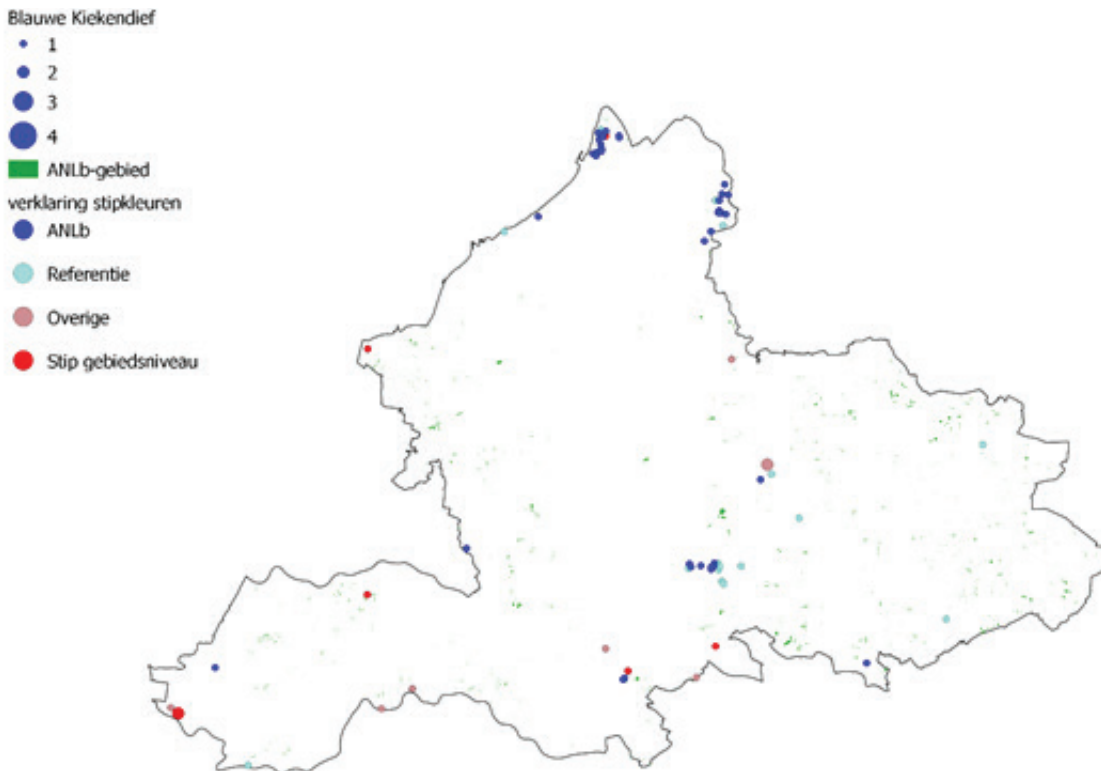 Blauwe Kiekendief
1
2
3
4
ANLb-gebied
verklaring stipkleuren
ANLb
Referentie
Overige
Stip gebiedsniveau